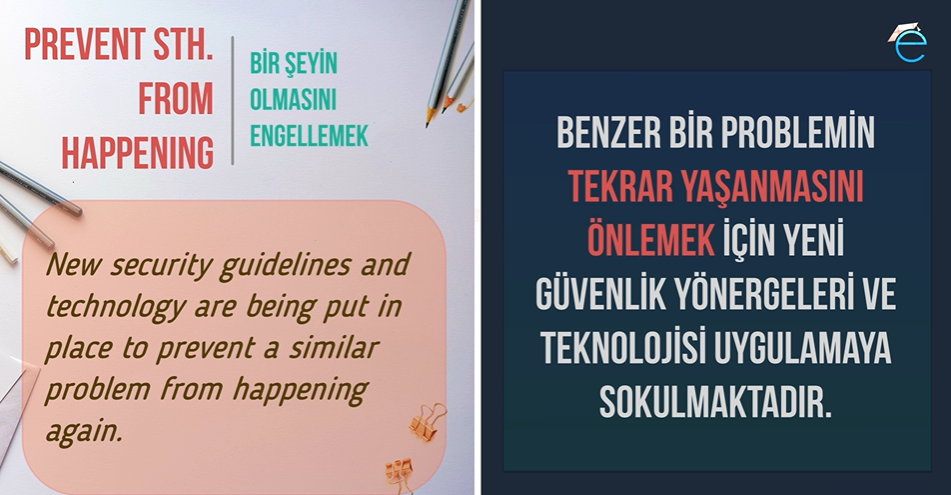 PREVENT STH.
FROM
HAPPENING
BİR ŞEYİN
OLMASINI
ENGELLEMEK
New security guidelines and
technology are being put in
place to prevent a similar
problem from happening
again.
e
BENZER BİR PROBLEMİN
TEKRAR YAŞANMASINI
ÖNLEMEK İÇİN YENİ
GÜVENLİK YÖNERGELERİ VE
TEKNOLOJİSİ UYGULAMAYA
SOKULMAKTADIR.